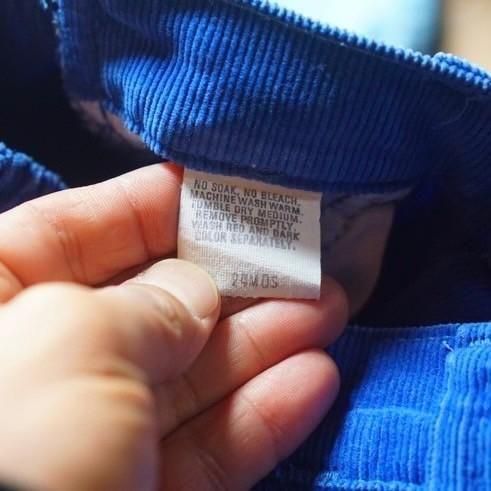 NO SOAK, NO BLEACH,
MACHINE WASH WARM.
TUMBLE DRY MEDIUM.
REMOVE PROMPTLY.
WASH RED AND DARK
COLOR SEPARATELY.
24MOS